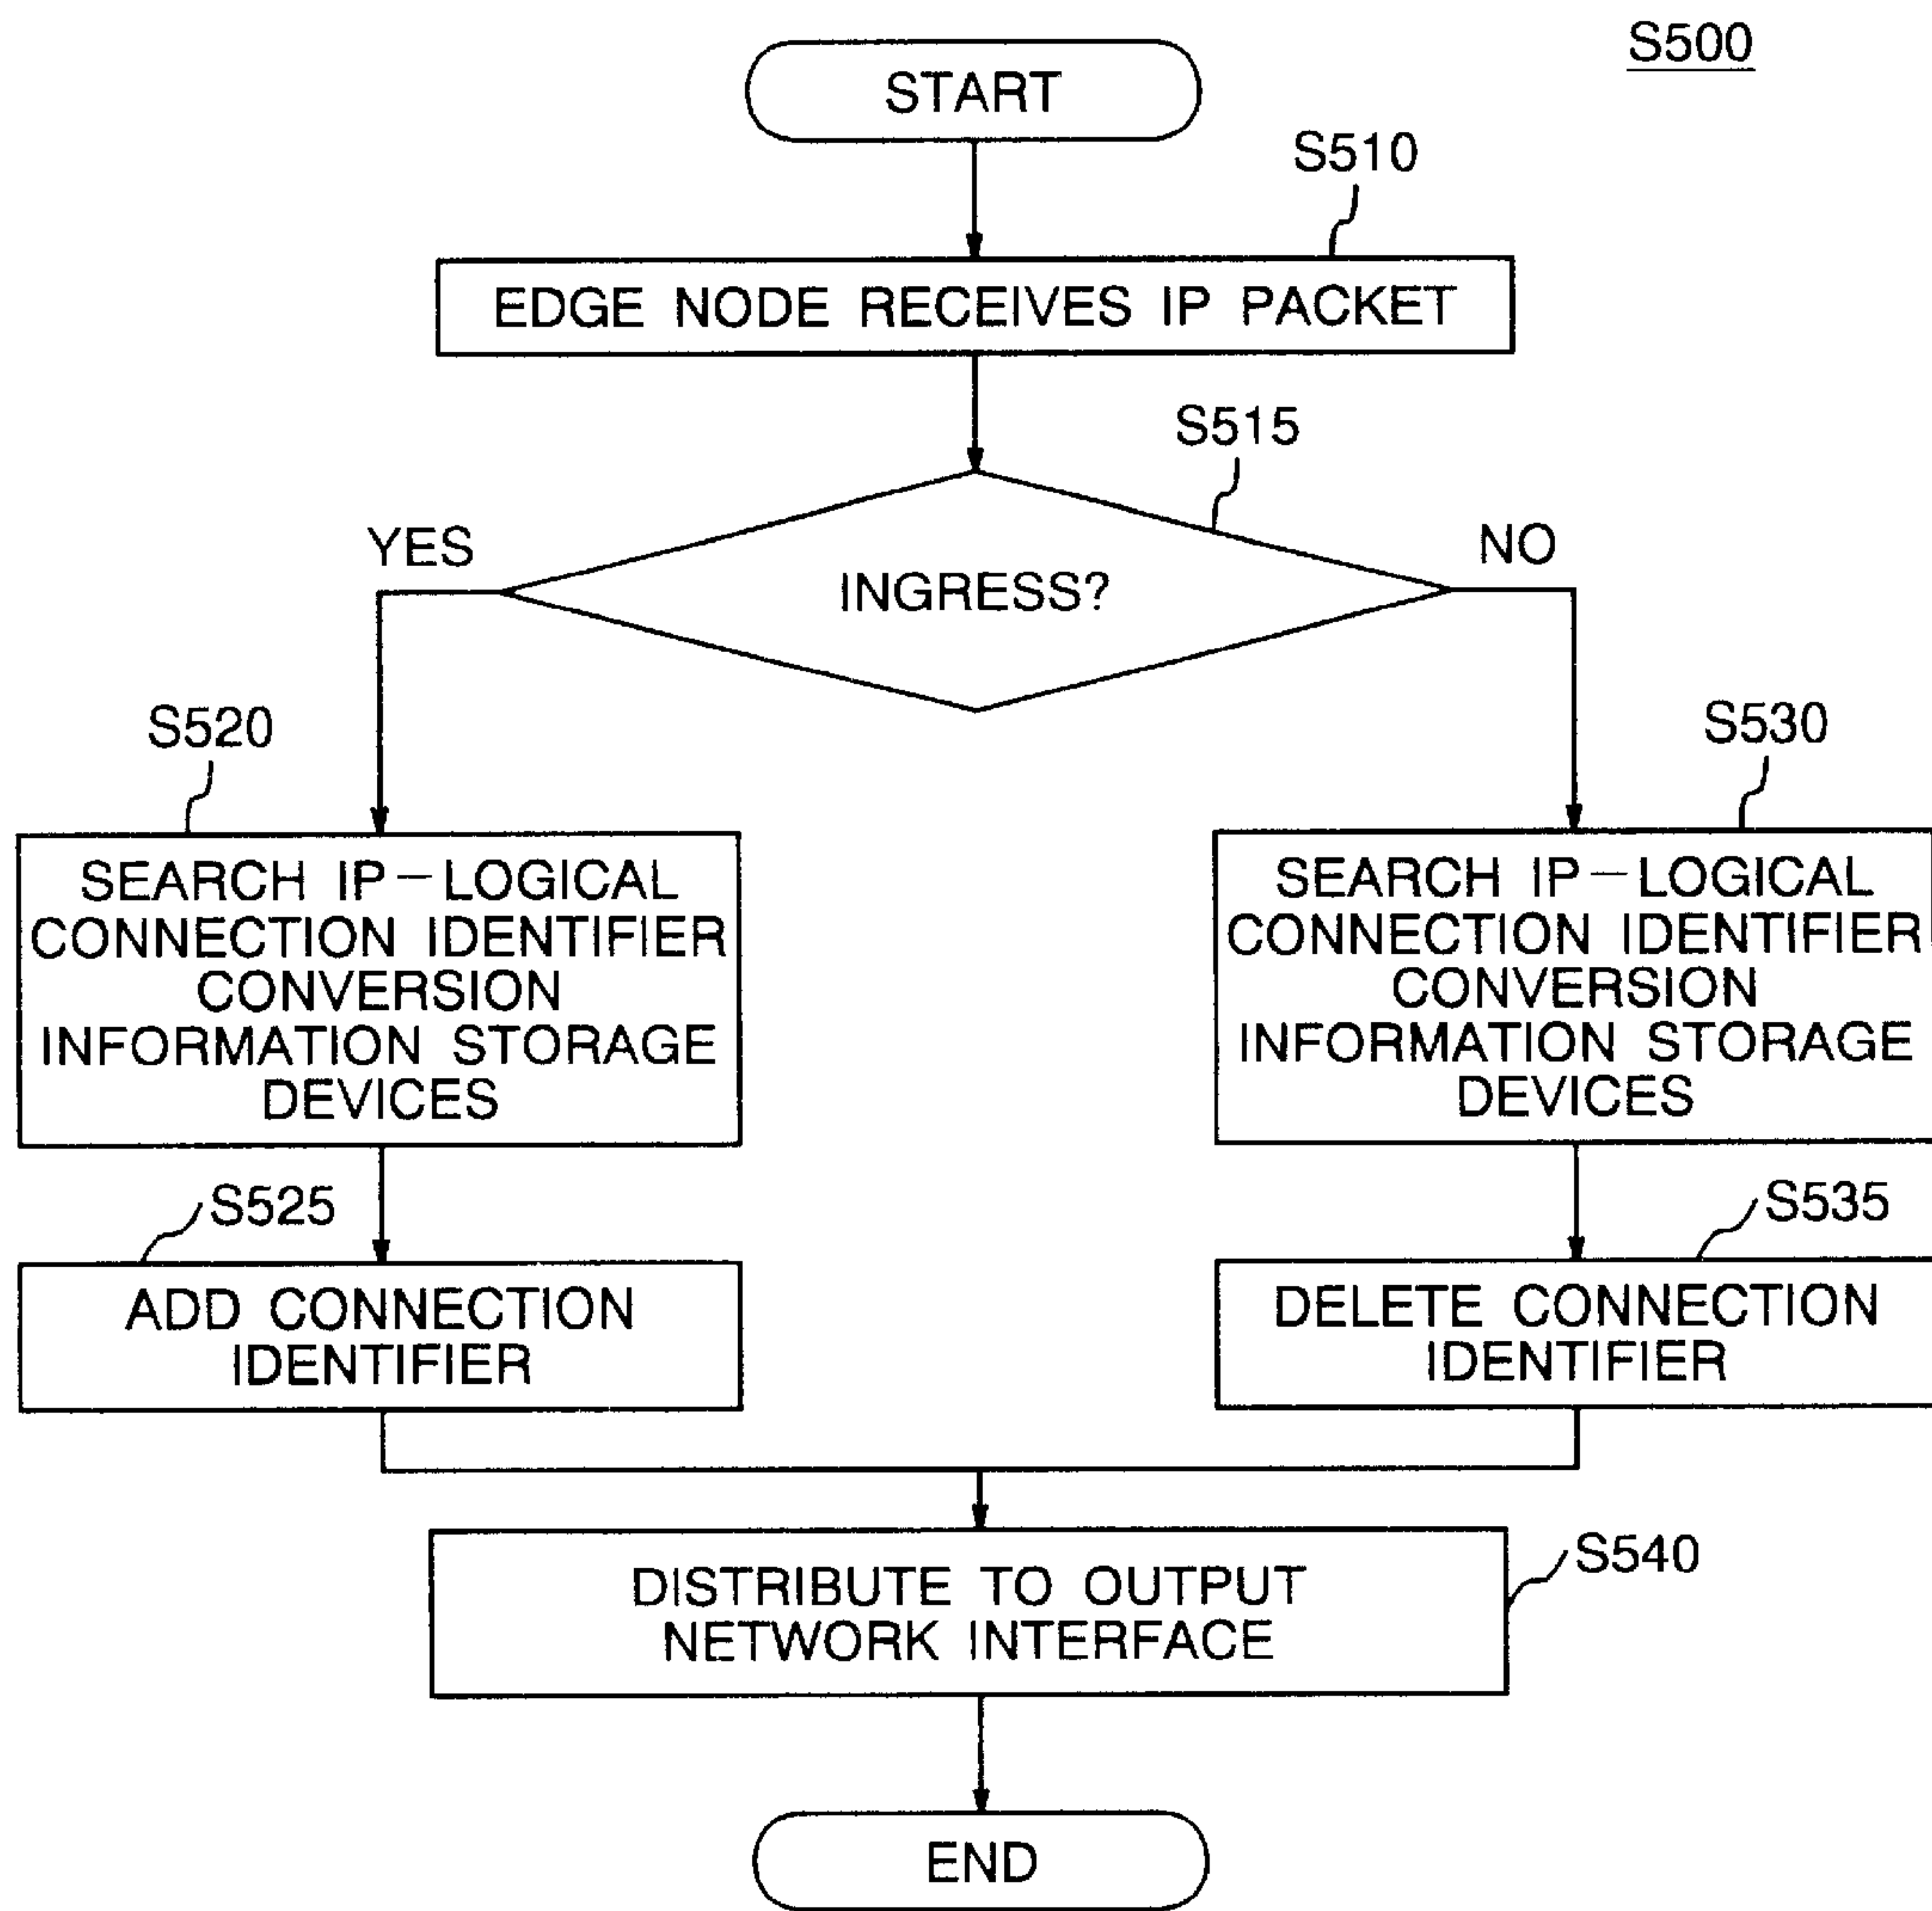 S500
START
S510
EDGE NODE RECEIVES IP PACKET
S515
YES
INGRESS?
NO
S520
SEARCH IP—LOGICAL
CONNECTION IDENTIFIER
CONVERSION
INFORMATION STORAGE
DEVICES
S530
SEARCH IP—LOGICAL
CONNECTION IDENTIFIER
CONVERSION
INFORMATION STORAGE
DEVICES
S525
ADD CONNECTION
IDENTIFIER
S535
DELETE CONNECTION
IDENTIFIER
DISTRIBUTE TO OUTPUT
NETWORK INTERFACE
S540
END